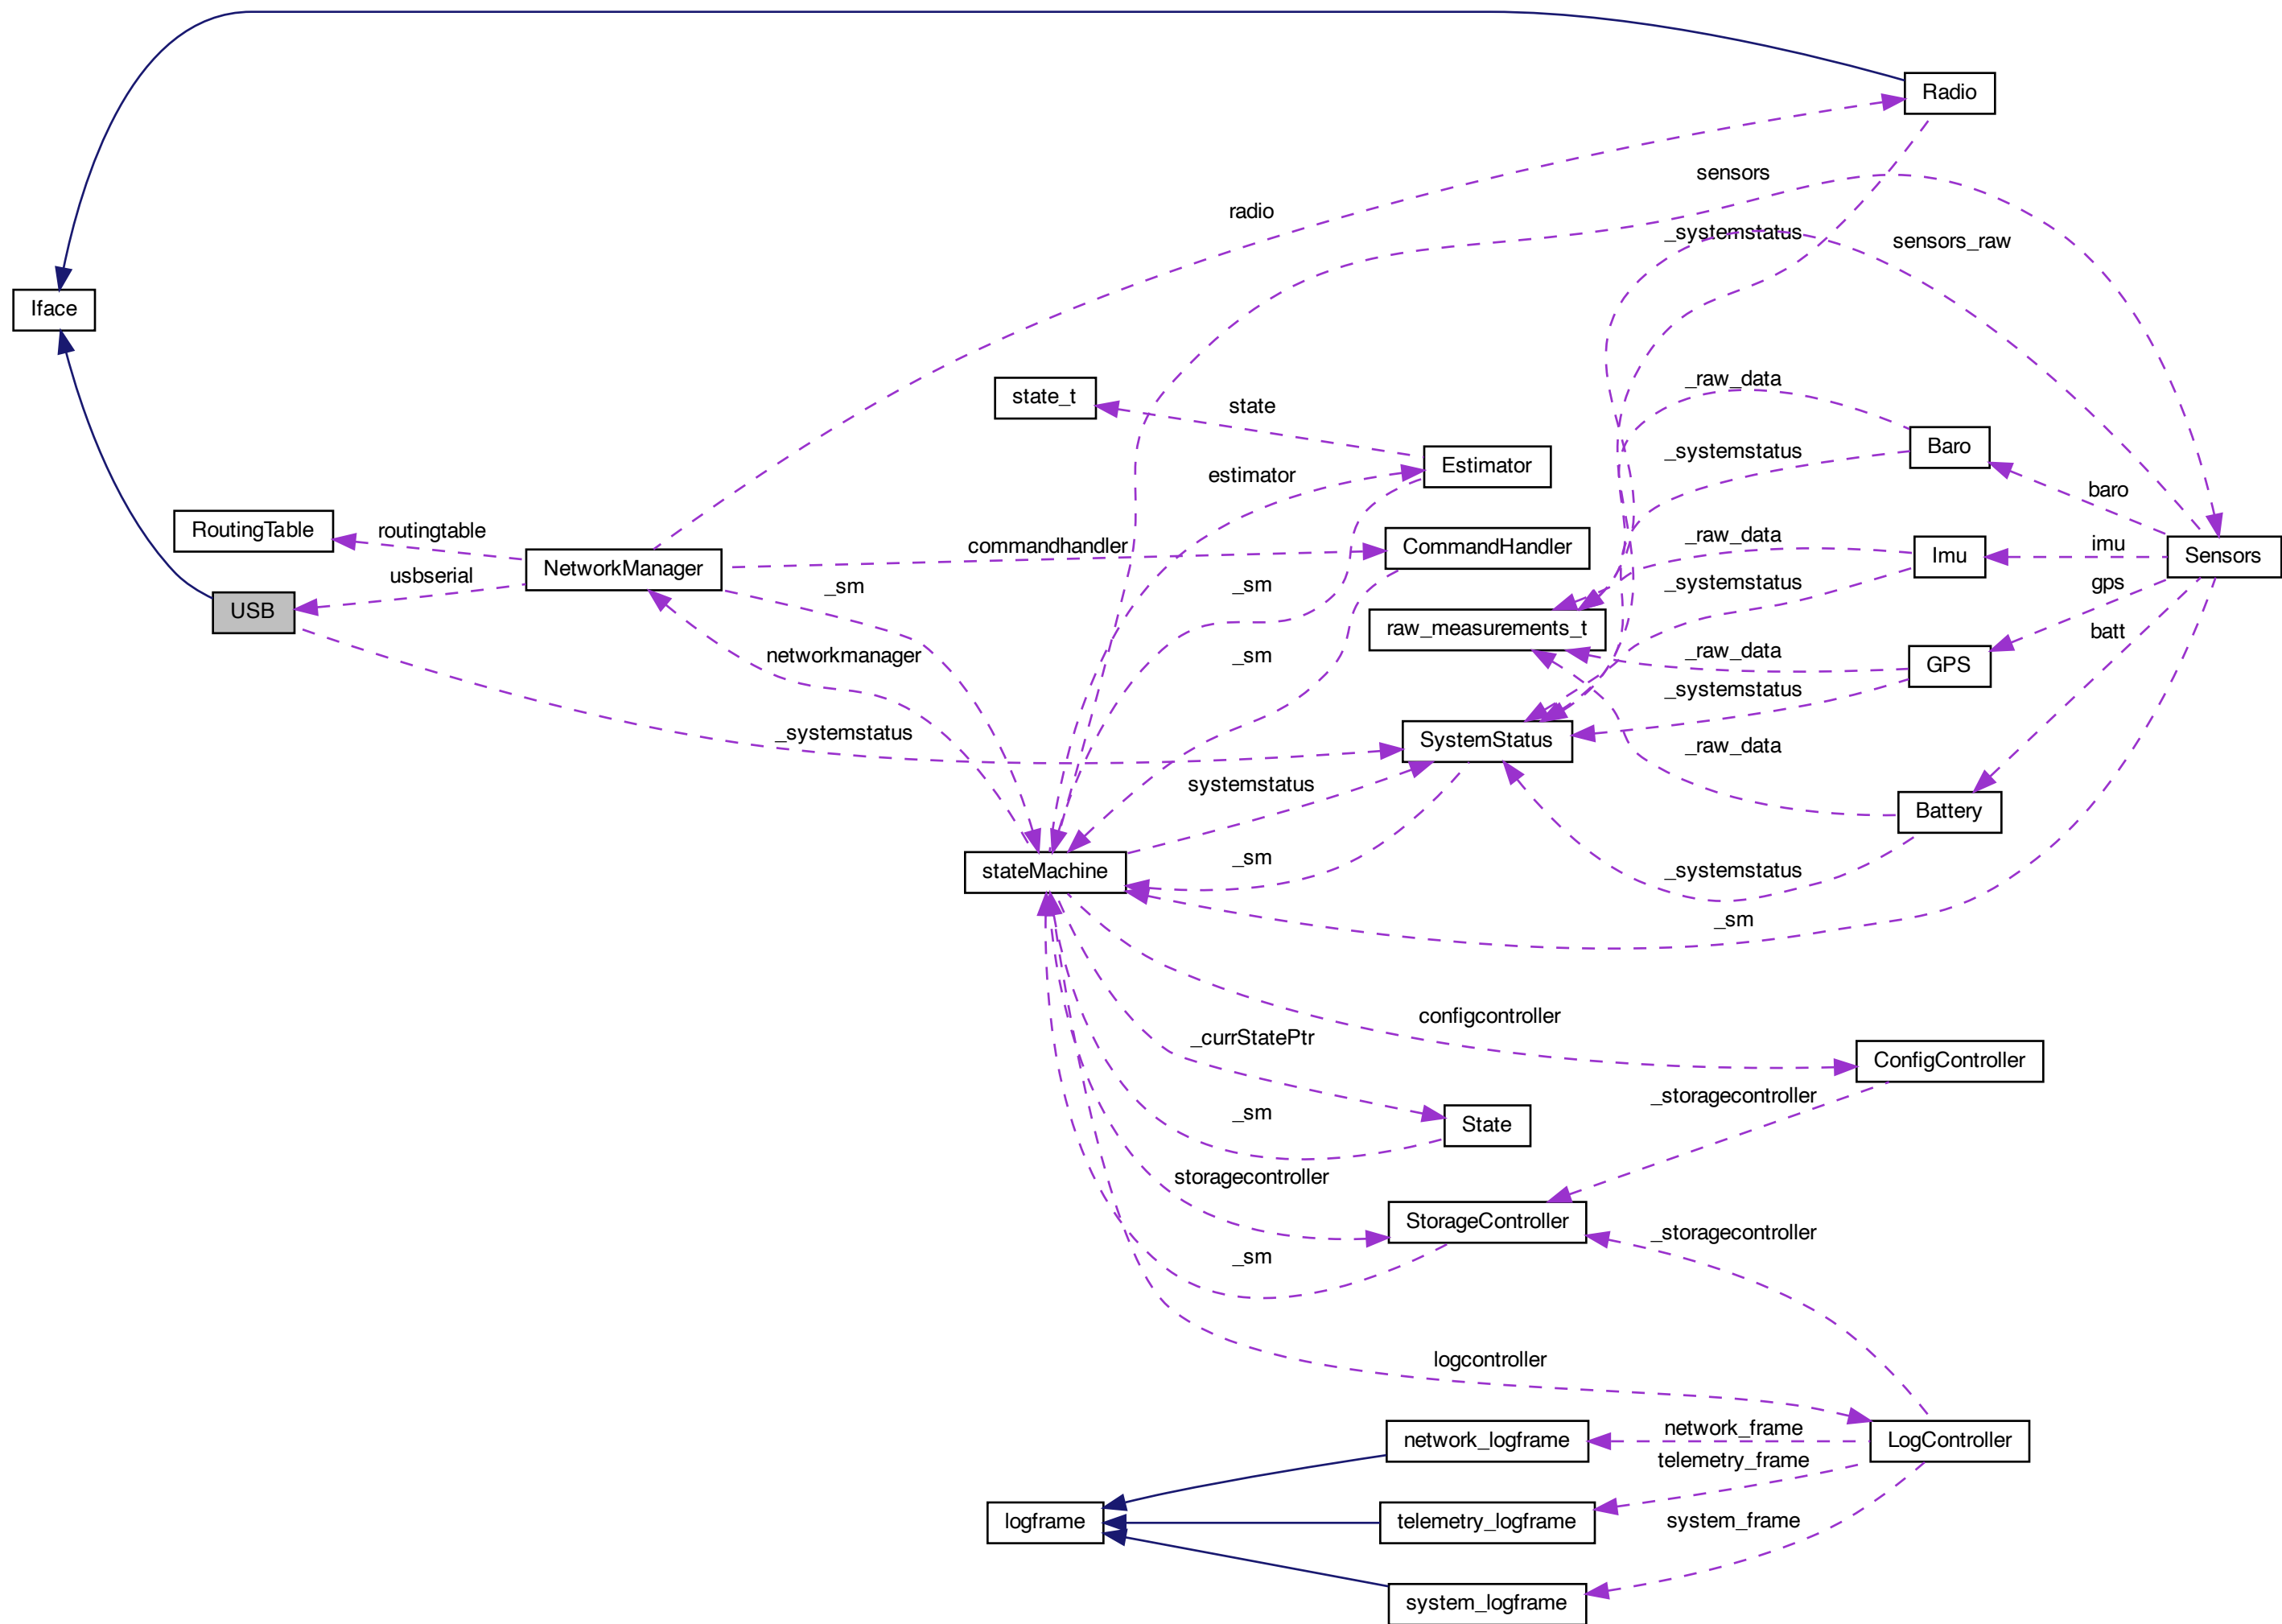 Radio
sensors
radio
_systemstatus
sensors_raw
Iface
_raw_data
state_t
state
Baro
_systemstatus
Estimator
estimator
baro
RoutingTable
routingtable
_raw_data
commandhandler
CommandHandler
imu
NetworkManager
Imu
Sensors
usbserial
_sm
_sm
_systemstatus
gps
USB
raw_measurements_t
batt
networkmanager
_sm
_raw_data
GPS
_systemstatus
_systemstatus
SystemStatus
_raw_data
systemstatus
Battery
_sm
stateMachine
_systemstatus
_sm
configcontroller
_currStatePtr
ConfigController
_storagecontroller
_sm
State
storagecontroller
StorageController
_storagecontroller
_sm
logcontroller
network_frame
network_logframe
LogController
telemetry_frame
logframe
telemetry_logframe
system_frame
system_logframe